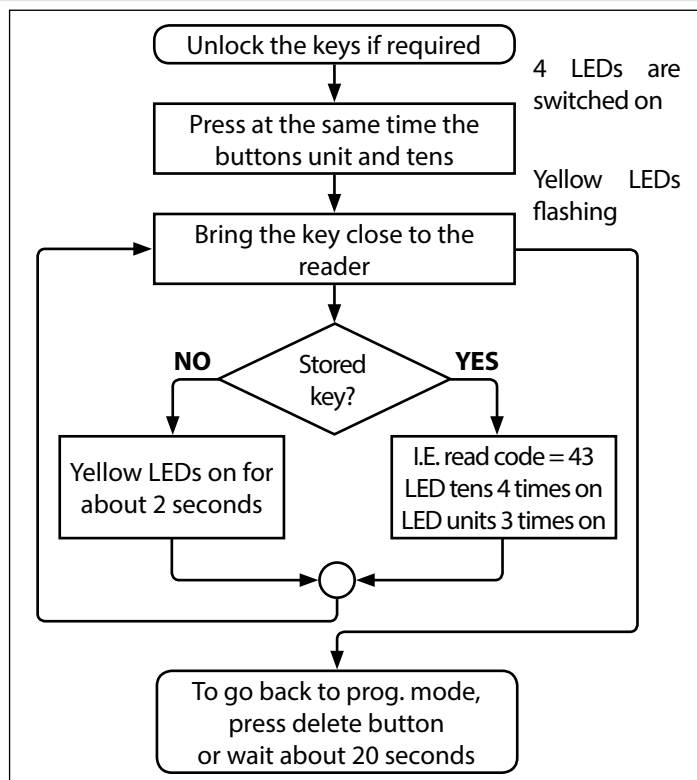 Unlock the keys if required
4 LEDs are
switched on
Press at the same time the
buttons unit and tens
Yellow LEDs
flashing
Bring the key close to the
reader
NO
Stored
key?
YES
Yellow LEDs on for
about 2 seconds
I.E. read code = 43
LED tens 4 times on
LED units 3 times on
To go back to prog. mode,
press delete button
or wait about 20 seconds